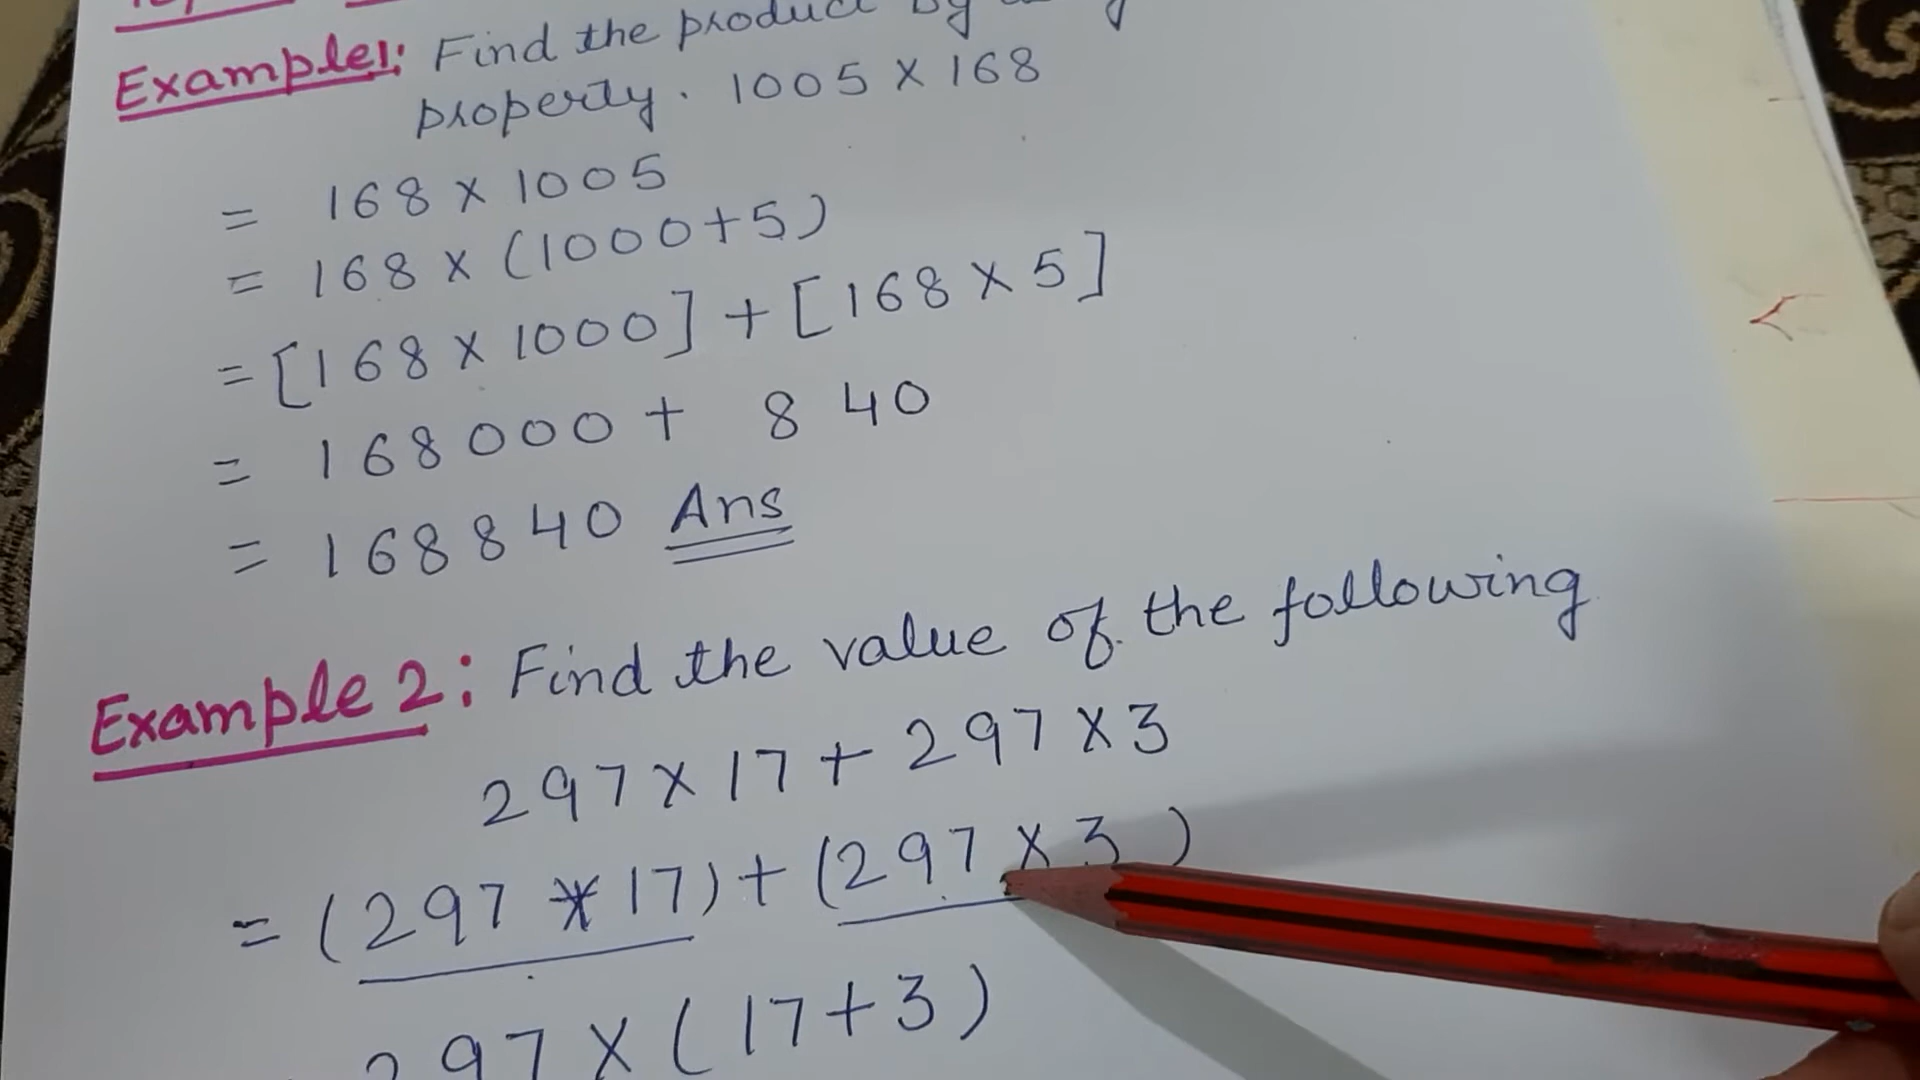 Example1: Find the product by
property. 1005 × 168
= 168 × 1005
= 168 × (1000+5)
= [168 × 1000] + [168 × 5]
= 168000 + 840
= 168840 Ans
Example 2: Find the value of the following
297 × 17 + 297 × 3
= (297 × 17) + (297 × 3)
297 × (17+3)